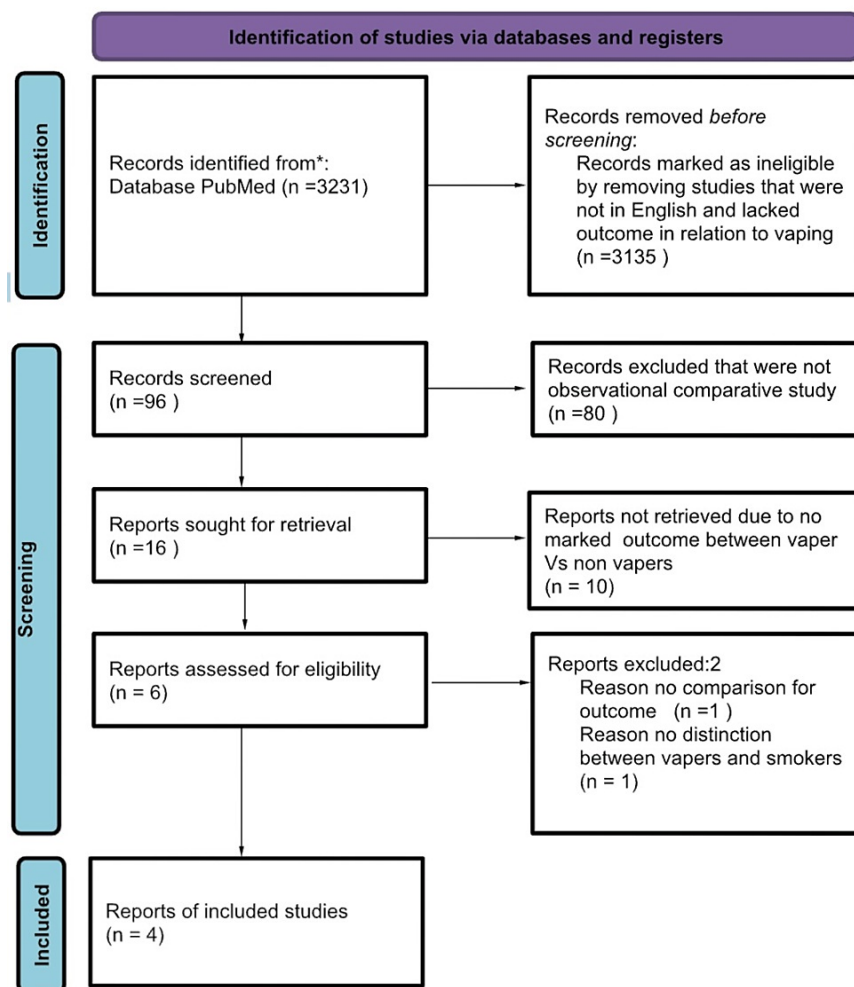 Identification of studies via databases and registers
Identification
Records identified from*:
Database PubMed (n =3231)
Records removed before
screening:
Records marked as ineligible
by removing studies that were
not in English and lacked
outcome in relation to vaping
(n =3135 )
Screening
Records screened
(n =96 )
Records excluded that were not
observational comparative study
(n =80 )
Reports sought for retrieval
(n =16 )
Reports not retrieved due to no
marked outcome between vaper
Vs non vapers
(n = 10)
Reports assessed for eligibility
(n = 6)
Reports excluded:2
Reason no comparison for
outcome (n =1 )
Reason no distinction
between vapers and smokers
(n = 1)
Included
Reports of included studies
(n = 4)